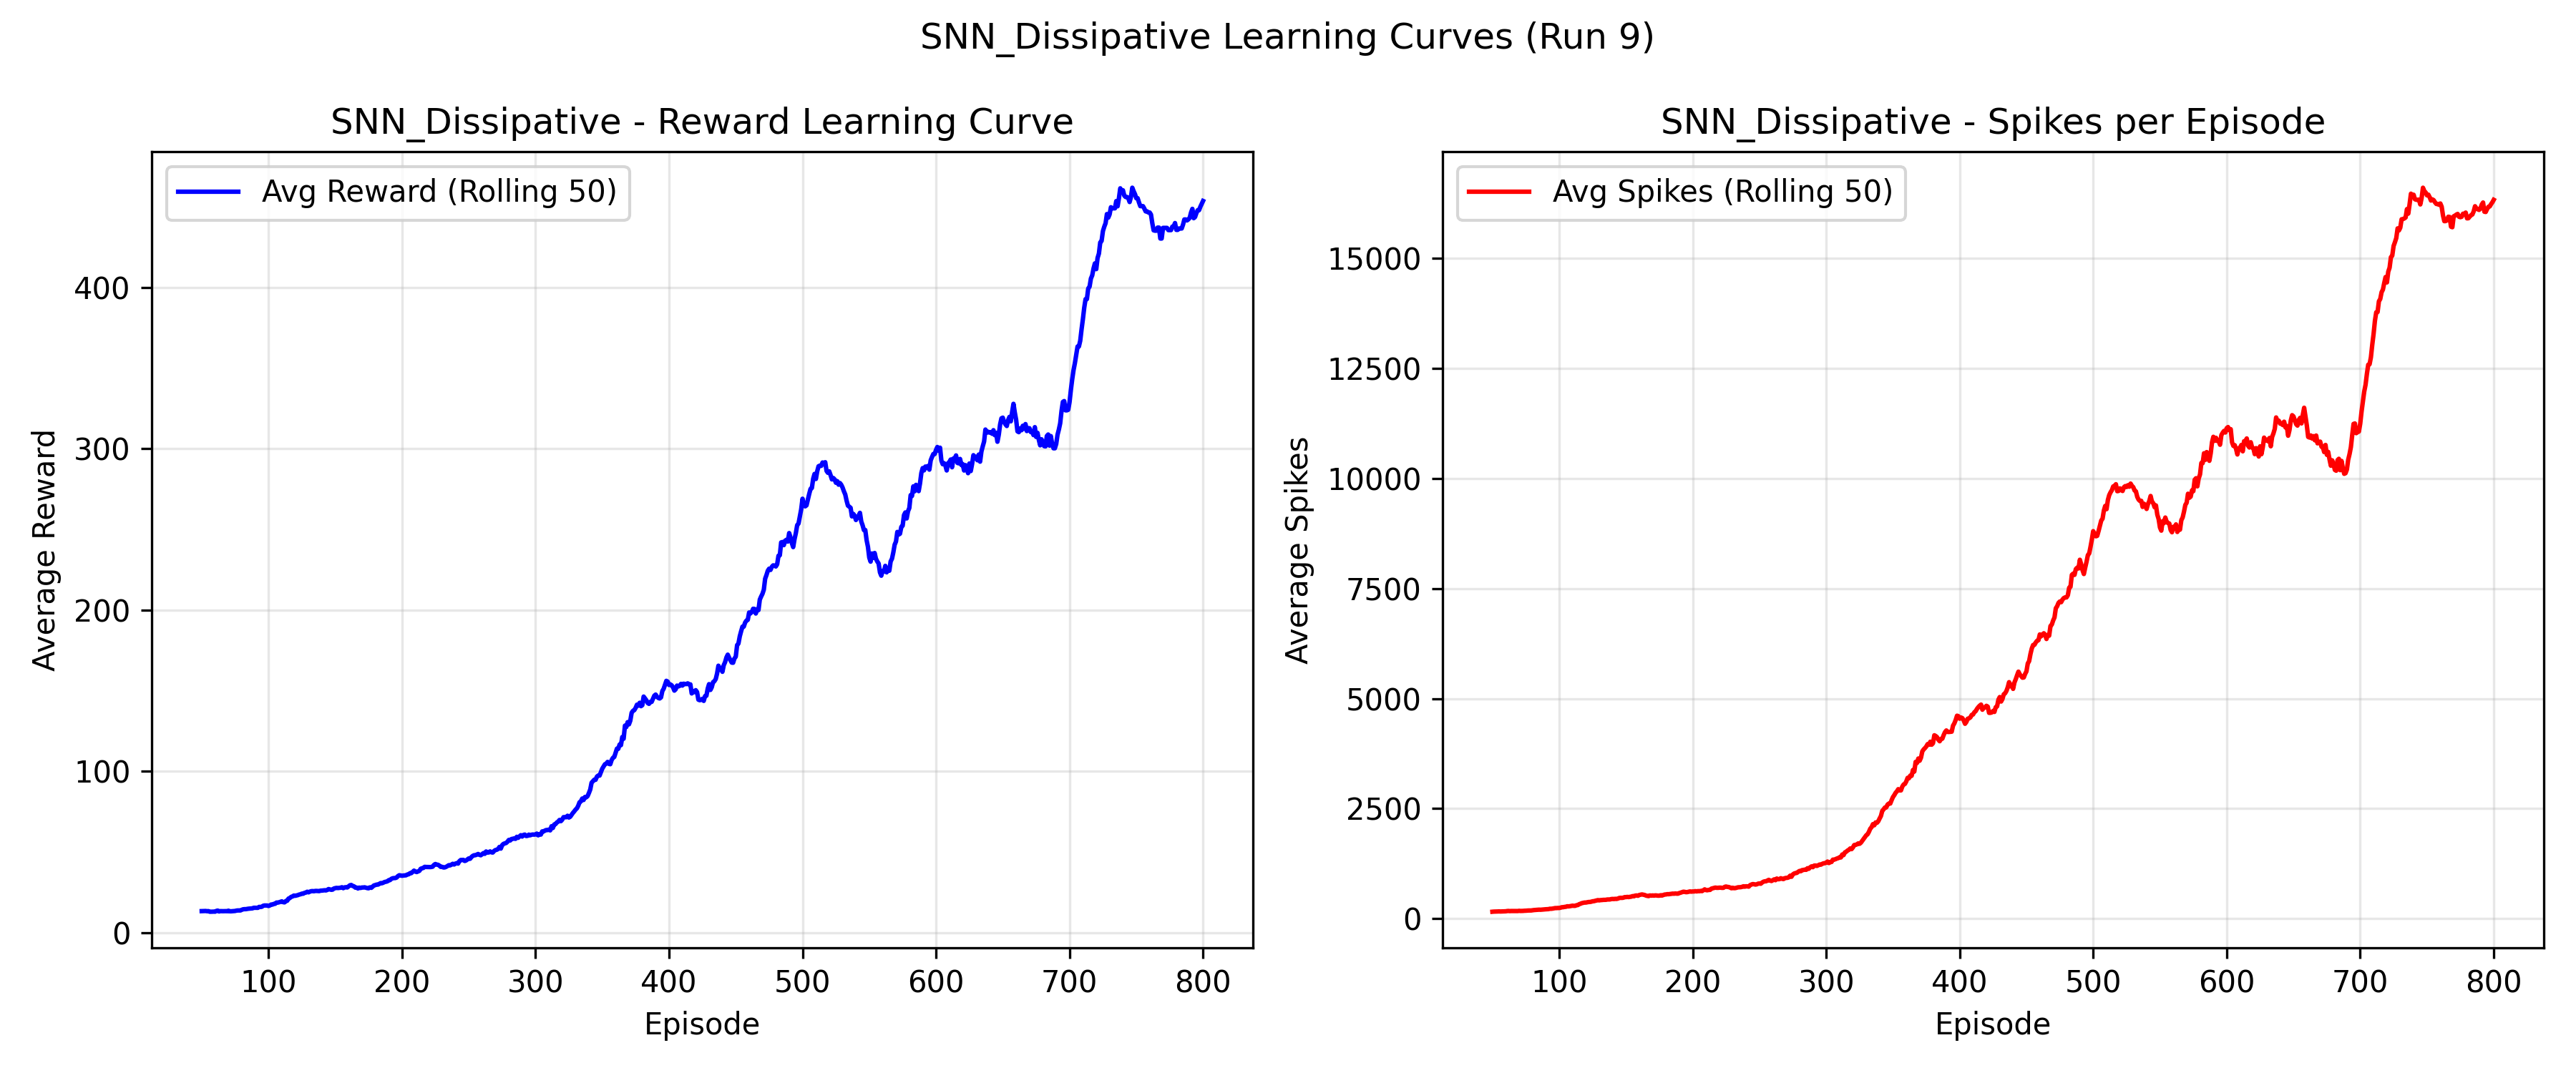 SNN_Dissipative Learning Curves (Run 9)
SNN_Dissipative - Reward Learning Curve
Avg Reward (Rolling 50)
Average Reward
400
300
200
100
0
100 200 300 400 500 600 700 800
Episode
SNN_Dissipative - Spikes per Episode
Avg Spikes (Rolling 50)
Average Spikes
15000
12500
10000
7500
5000
2500
0
100 200 300 400 500 600 700 800
Episode